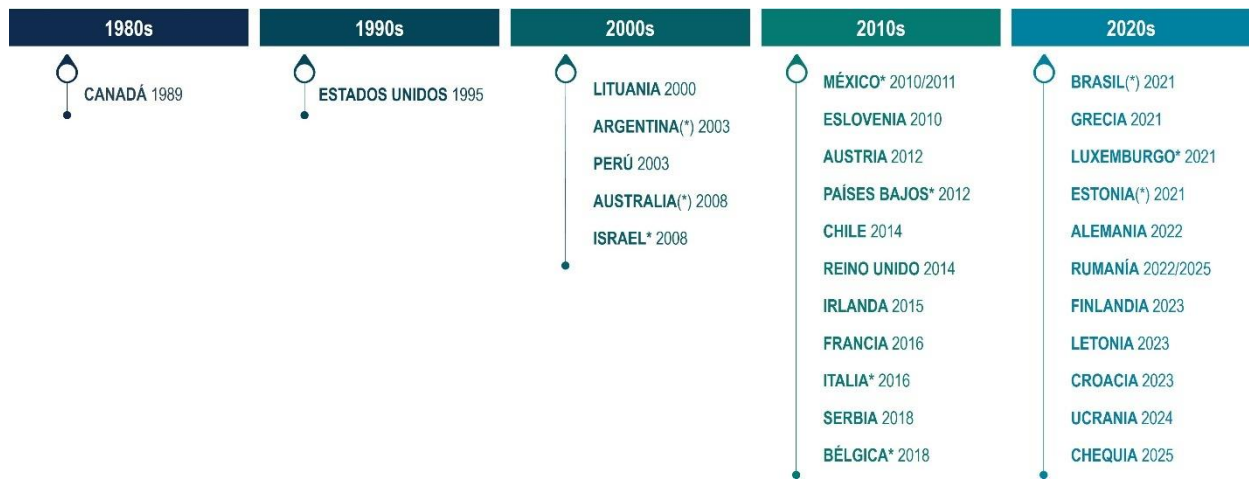 1980s
CANADÁ 1989
1990s
ESTADOS UNIDOS 1995
2000s
LITUANIA 2000
ARGENTINA(*) 2003
PERÚ 2003
AUSTRALIA(*) 2008
ISRAEL* 2008
2010s
MÉXICO* 2010/2011
ESLOVENIA 2010
AUSTRIA 2012
PAÍSES BAJOS* 2012
CHILE 2014
REINO UNIDO 2014
IRLANDA 2015
FRANCIA 2016
ITALIA* 2016
SERBIA 2018
BÉLGICA* 2018
2020s
BRASIL(*) 2021
GRECIA 2021
LUXEMBURGO* 2021
ESTONIA(*) 2021
ALEMANIA 2022
RUMANÍA 2022/2025
FINLANDIA 2023
LETONIA 2023
CROACIA 2023
UCRANIA 2024
CHEQUIA 2025